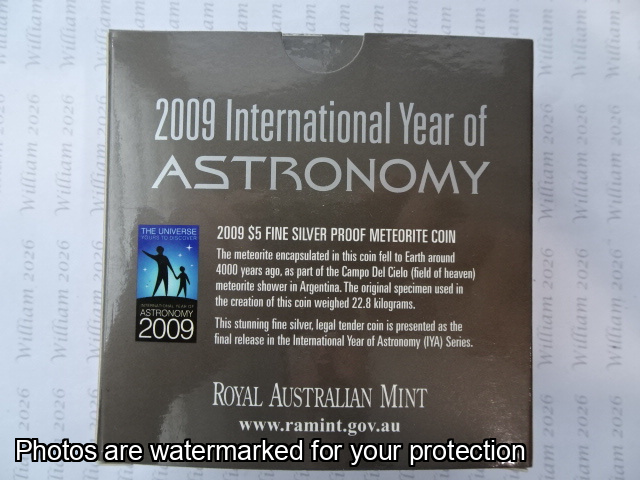 2009 International Year of
ASTRONOMY
THE UNIVERSE
YOURS TO DISCOVER
INTERNATIONAL YEAR OF
ASTRONOMY
2009
2009 $5 FINE SILVER PROOF METEORITE COIN
The meteorite encapsulated in this coin fell to Earth around
4000 years ago, as part of the Campo Del Cielo (field of heaven)
meteorite shower in Argentina. The original specimen used in
the creation of this coin weighed 22.8 kilograms.
This stunning fine silver, legal tender coin is presented as the
final release in the International Year of Astronomy (IYA) Series.
ROYAL AUSTRALIAN MINT
www.ramint.gov.au
Photos are watermarked for your protection
William 2026